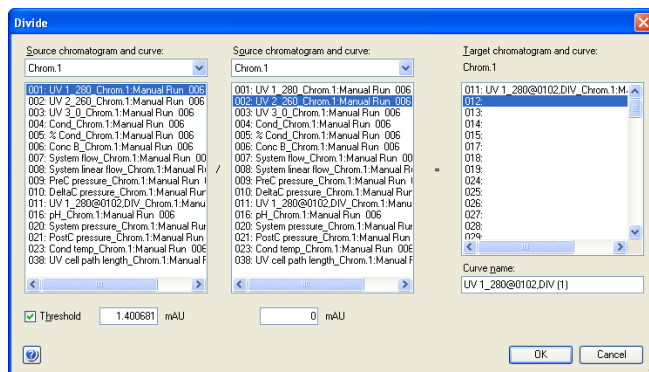 Divide
Source chromatogram and curve:
Chrom.1
001: UV 1_280_Chrom.1:Manual Run 006
002: UV 2_260_Chrom.1:Manual Run 006
003: UV 3_0_Chrom.1:Manual Run 006
004: Cond_Chrom.1:Manual Run 006
005: % Cond_Chrom.1:Manual Run 006
006: Conc B_Chrom.1:Manual Run 006
007: System flow_Chrom.1:Manual Run 00
008: System linear flow_Chrom.1:Manual
009: PreC pressure_Chrom.1:Manual Run
010: DeltaC pressure_Chrom.1:Manual Rur
011: UV 1_280@0102,DIV_Chrom.1:Manu
016: pH_Chrom.1:Manual Run 006
020: System pressure_Chrom.1:Manual Rur
021: PostC pressure_Chrom.1:Manual Run
023: Cond temp_Chrom.1:Manual Run 006
038: UV cell path length_Chrom.1:Manual F
Threshold 1.400681 mAU
/
Source chromatogram and curve:
Chrom.1
001: UV 1_280_Chrom.1:Manual Run 006
002: UV 2_260_Chrom.1:Manual Run 006
003: UV 3_0_Chrom.1:Manual Run 006
004: Cond_Chrom.1:Manual Run 006
005: % Cond_Chrom.1:Manual Run 006
006: Conc B_Chrom.1:Manual Run 006
007: System flow_Chrom.1:Manual Run 00
008: System linear flow_Chrom.1:Manual
009: PreC pressure_Chrom.1:Manual Run
010: DeltaC pressure_Chrom.1:Manual Rur
011: UV 1_280@0102,DIV_Chrom.1:Manu
016: pH_Chrom.1:Manual Run 006
020: System pressure_Chrom.1:Manual Rur
021: PostC pressure_Chrom.1:Manual Run
023: Cond temp_Chrom.1:Manual Run 006
038: UV cell path length_Chrom.1:Manual F
0 mAU
=
Target chromatogram and curve:
Chrom.1
011: UV 1_280@0102,DIV_Chrom.1:M
012:
013:
014:
015:
017:
018:
019:
024:
025:
026:
027:
028:
029:
Curve name:
UV 1_280@0102,DIV (1)
?
OK
Cancel